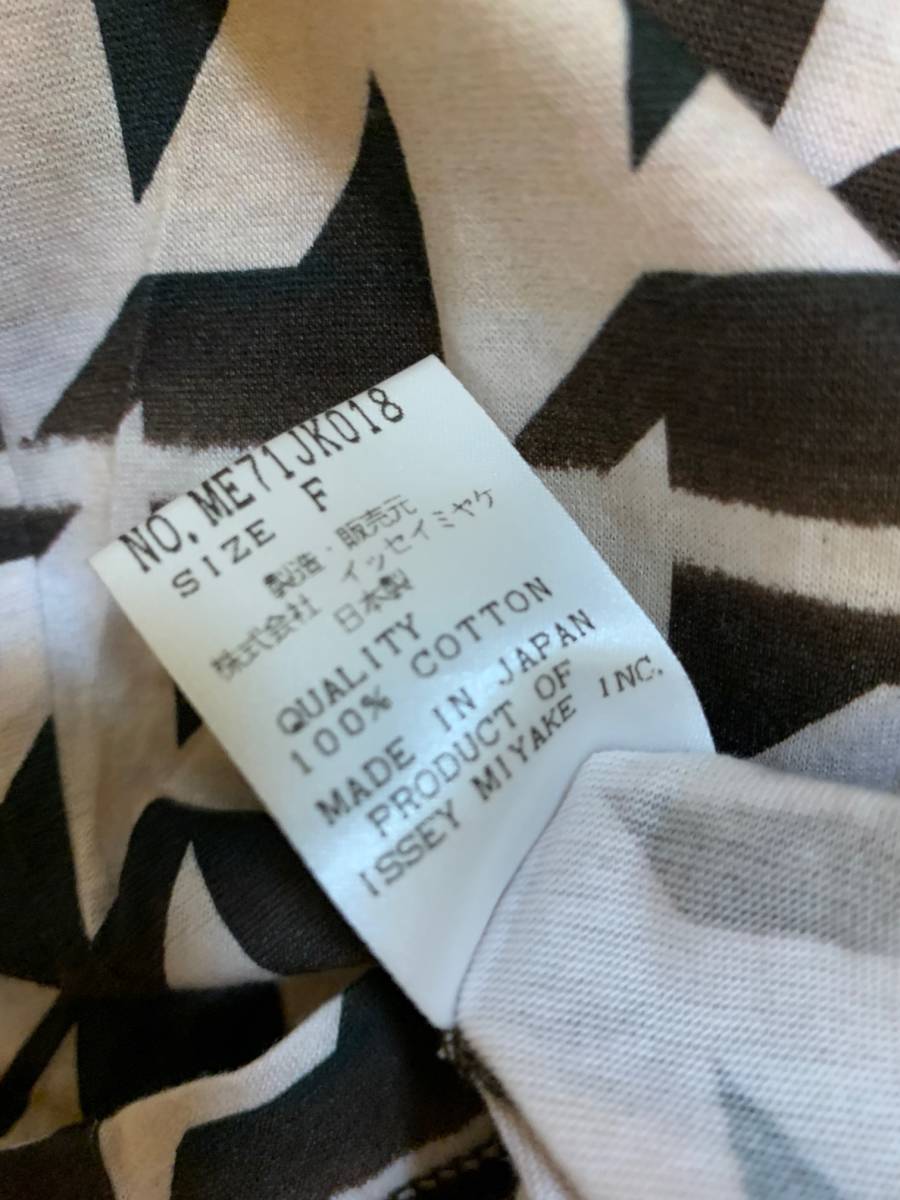 NO,ME71JK018
SIZE F
製造・販売元
株式会社 イッセイミヤケ
日本製
QUALITY
100% COTTON
MADE IN JAPAN
PRODUCT OF
ISSEY MIYAKE INC.